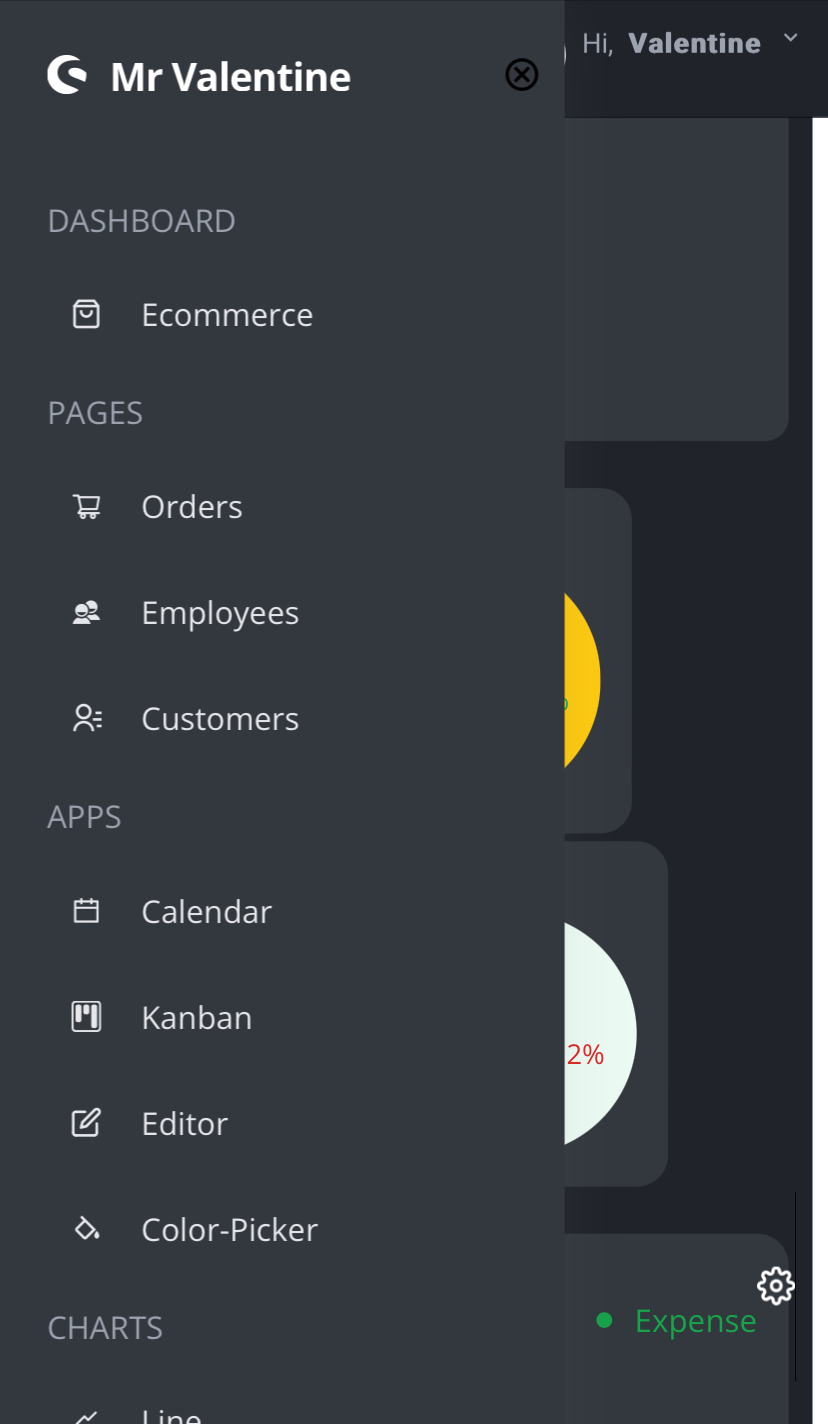 Mr Valentine
Hi, Valentine
DASHBOARD
Ecommerce
PAGES
Orders
Employees
Customers
APPS
Calendar
Kanban
2%
Editor
Color-Picker
Expense
CHARTS
Line